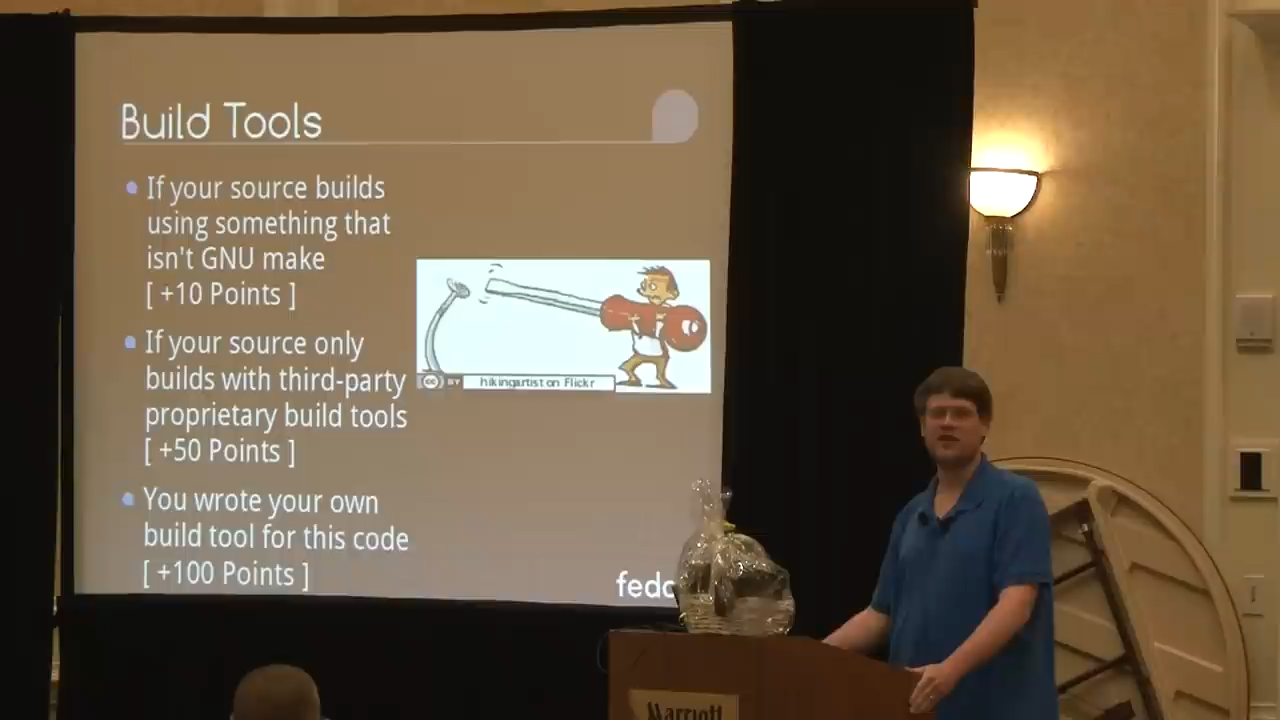 Build Tools
If your source builds
using something that
isn't GNU make
[ +10 Points ]
If your source only
builds with third-party
proprietary build tools
[ +50 Points ]
You wrote your own
build tool for this code
[ +100 Points ]
cc BY hikingartist on Flickr
fedo
Marriott